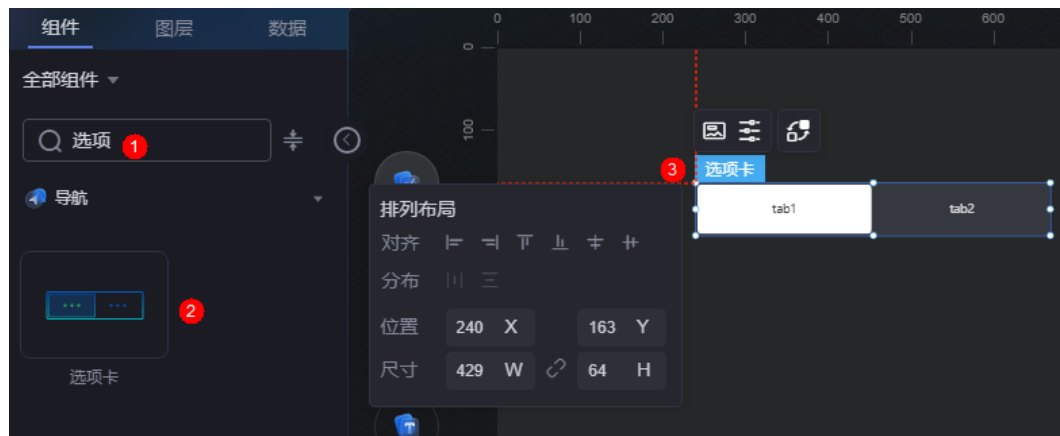 组件 图层 数据
全部组件
选项 1
导航
2
选项卡
0 100 200 300 400 500 600
0
100
3 选项卡
tab1 tab2
排列布局
对齐
分布
位置 240 X 163 Y
尺寸 429 W 64 H
T